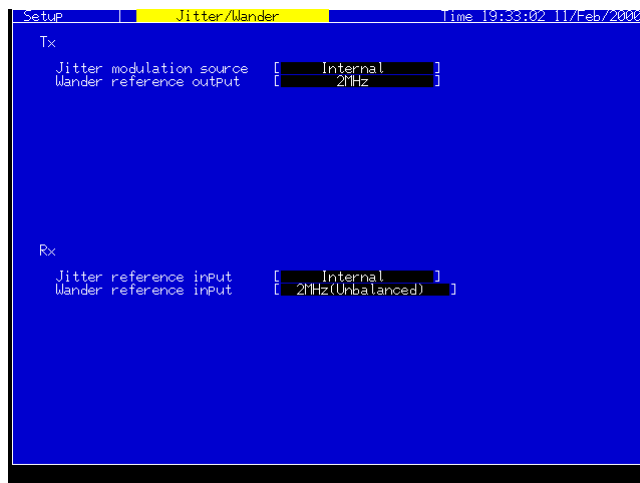 Setup Jitter/Wander Time 19:33:02 11/Feb/2000
Tx
Jitter modulation source [ Internal ]
Wander reference output [ 2MHz ]
Rx
Jitter reference input [ Internal ]
Wander reference input [ 2MHz(Unbalanced) ]